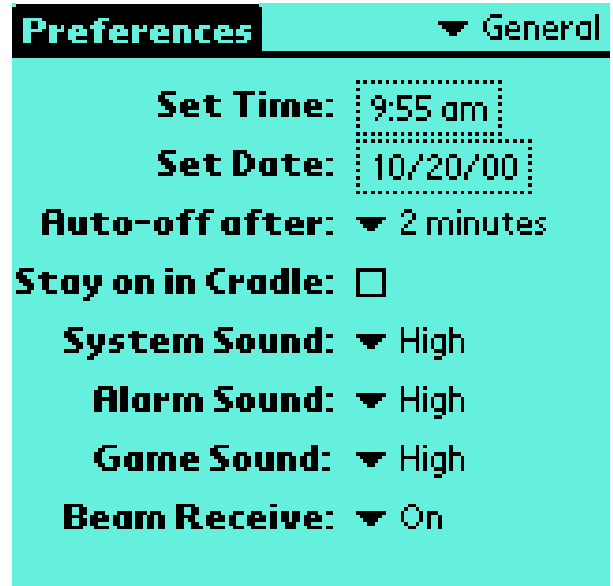 Preferences General
Set Time: 9:55 am
Set Date: 10/20/00
Auto-off after: 2 minutes
Stay on in Cradle:
System Sound: High
Alarm Sound: High
Game Sound: High
Beam Receive: On